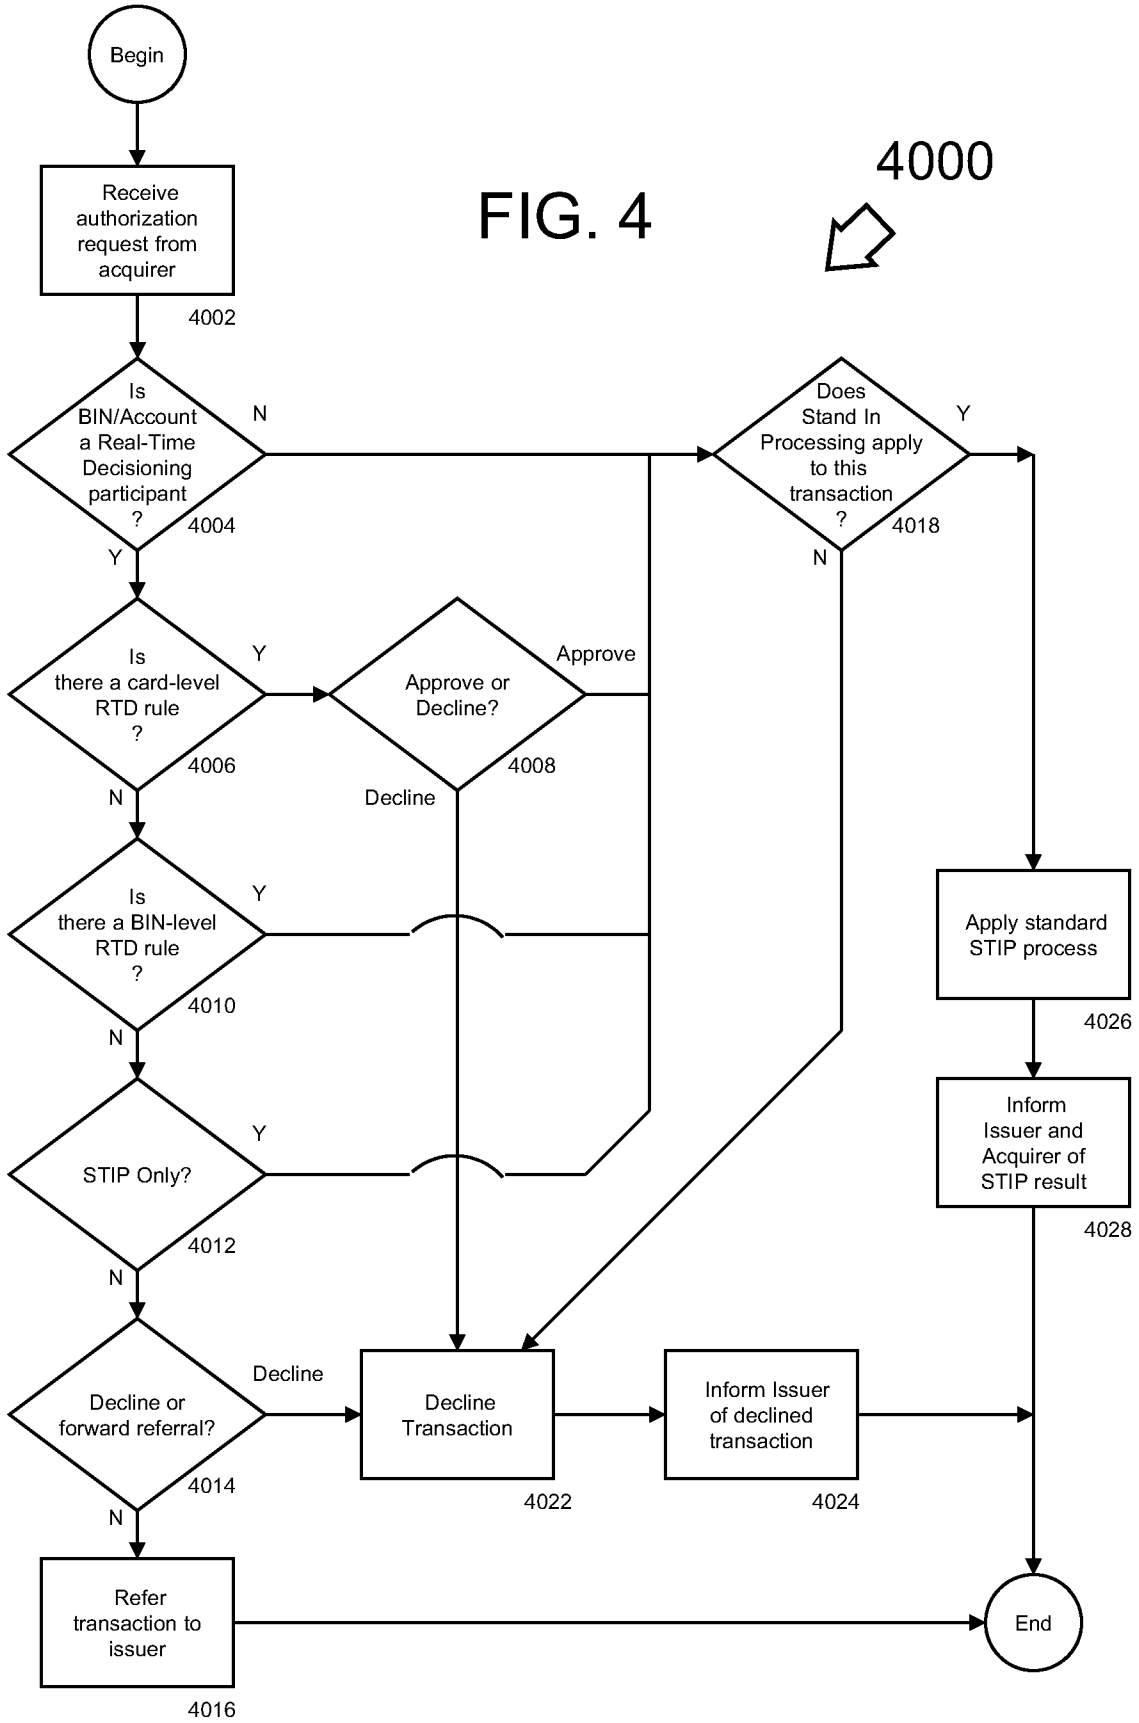 Begin
Receive
authorization
request from
acquirer
4002
FIG. 4
4000
Is
BIN/Account
a Real-Time
Decisioning
participant
?
4004
N
Y
Does
Stand In
Processing apply
to this
transaction
?
4018
Y
N
Is
there a card-level
RTD rule
?
4006
Y
N
Approve or
Decline?
4008
Approve
Decline
Is
there a BIN-level
RTD rule
?
4010
Y
N
Apply standard
STIP process
4026
STIP Only?
4012
Y
N
Inform
Issuer and
Acquirer of
STIP result
4028
Decline or
forward referral?
4014
Decline
N
Decline
Transaction
4022
Inform Issuer
of declined
transaction
4024
Refer
transaction to
issuer
4016
End